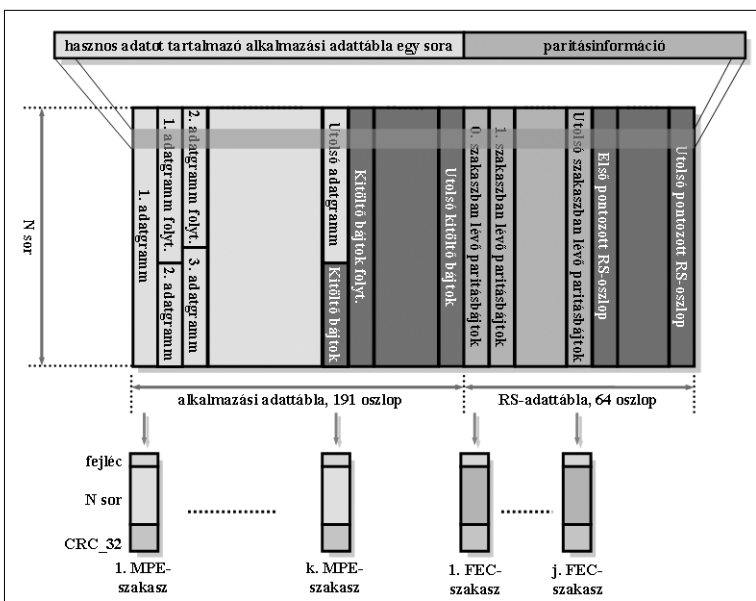 hasznos adatot tartalmazó alkalmazási adattábla egy sora
paritásinformáció
N sor
1. adatgramm
1. adatgramm folyt.
2. adatgramm
2. adatgramm folyt.
3. adatgramm
Utolsó adatgramm
Kitöltő bájtok
Kitöltő bájtok folyt.
Utolsó kitöltő bájtok
0. szakaszban lévő paritásbájtok
1. szakaszban lévő paritásbájtok
Utolsó szakaszban lévő paritásbájtok
Első pontozott RS-oszlop
Utolsó pontozott RS-oszlop
alkalmazási adattábla, 191 oszlop
RS-adattábla, 64 oszlop
fejléc
N sor
CRC_32
1. MPE-
szakasz
k. MPE-
szakasz
1. FEC-
szakasz
j. FEC-
szakasz